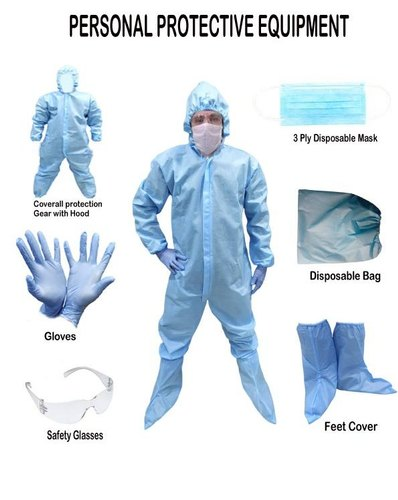 PERSONAL PROTECTIVE EQUIPMENT
3 Ply Disposable Mask
Coverall protection
Gear with Hood
Disposable Bag
Gloves
Feet Cover
Safety Glasses